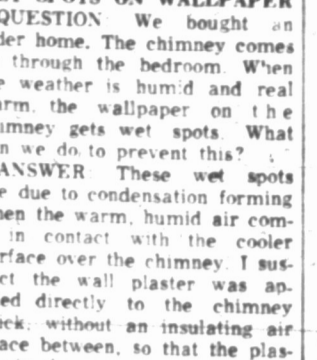 SPOTS ON WALLPAPER
QUESTION We bought an
der home. The chimney comes
through the bedroom. When
e weather is humid and real
arm, the wallpaper on the
imney gets wet spots. What
n we do to prevent this?
ANSWER These wet spots
e due to condensation forming
hen the warm, humid air com-
in contact with the cooler
rface over the chimney. I sus-
ct the wall plaster was ap-
ed directly to the chimney
ick, without an insulating air
ace between, so that the plas-